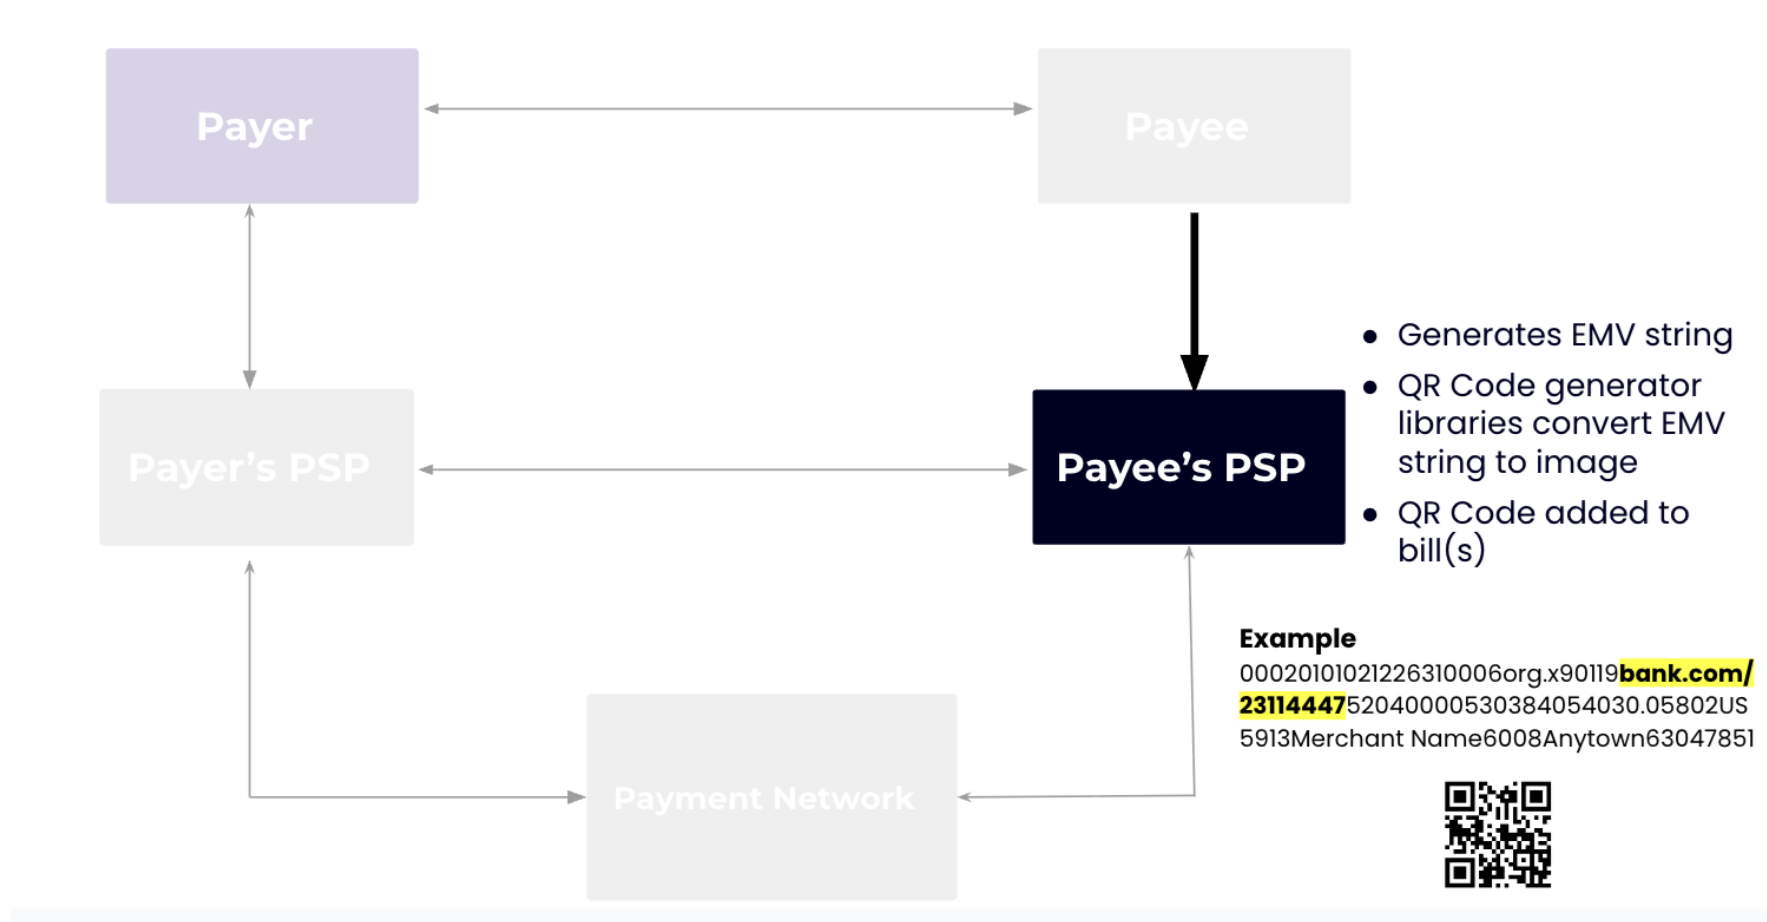 Payer
Payee
Payer's PSP
Payee's PSP
● Generates EMV string
● QR Code generator
libraries convert EMV
string to image
● QR Code added to
bill(s)
Payment Network
Example
00020101021226310006org.x90119bank.com/
231144475204000053038405403​0.05802US
5913Merchant Name6008Anytown63047851